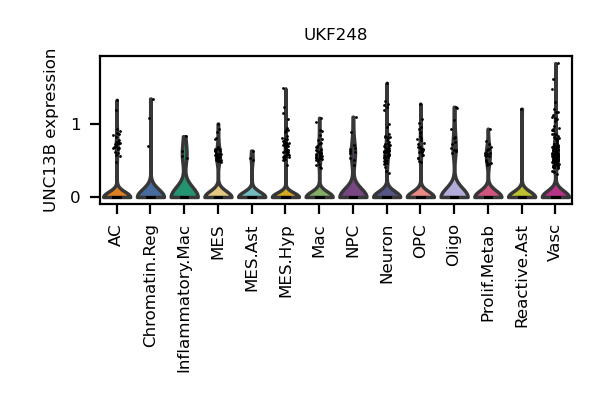 UKF248
UNC13B expression
1
0
AC
Chromatin.Reg
Inflammatory.Mac
MES
MES.Ast
MES.Hyp
Mac
NPC
Neuron
OPC
Oligo
Prolif.Metab
Reactive.Ast
Vasc